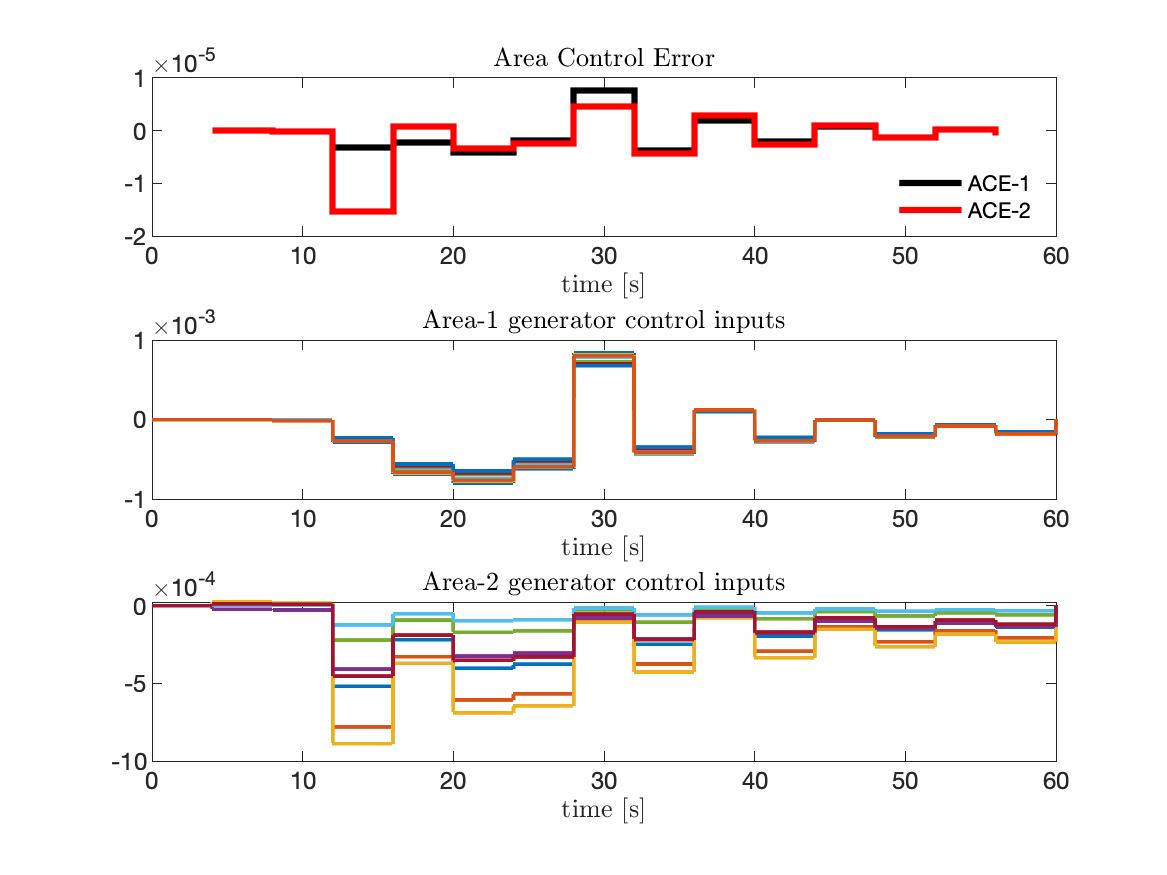 ×10⁻⁵
Area Control Error
1
0
-1
-2
ACE-1
ACE-2
0 10 20 30 40 50 60
time [s]
×10⁻³
Area-1 generator control inputs
1
0
-1
0 10 20 30 40 50 60
time [s]
×10⁻⁴
Area-2 generator control inputs
0
-5
-10
0 10 20 30 40 50 60
time [s]